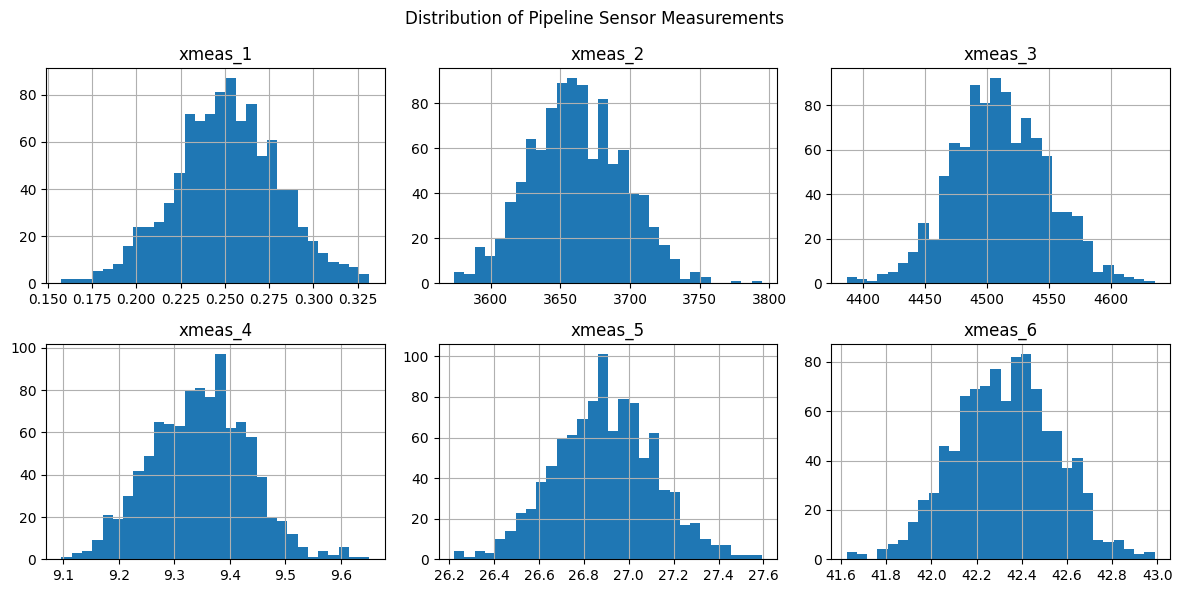 Distribution of Pipeline Sensor Measurements
xmeas_1
80
60
40
20
0
0.150 0.175 0.200 0.225 0.250 0.275 0.300 0.325
xmeas_2
80
60
40
20
0
3600 3650 3700 3750 3800
xmeas_3
80
60
40
20
0
4400 4450 4500 4550 4600
xmeas_4
100
80
60
40
20
0
9.1 9.2 9.3 9.4 9.5 9.6
xmeas_5
100
80
60
40
20
0
26.2 26.4 26.6 26.8 27.0 27.2 27.4 27.6
xmeas_6
80
60
40
20
0
41.6 41.8 42.0 42.2 42.4 42.6 42.8 43.0